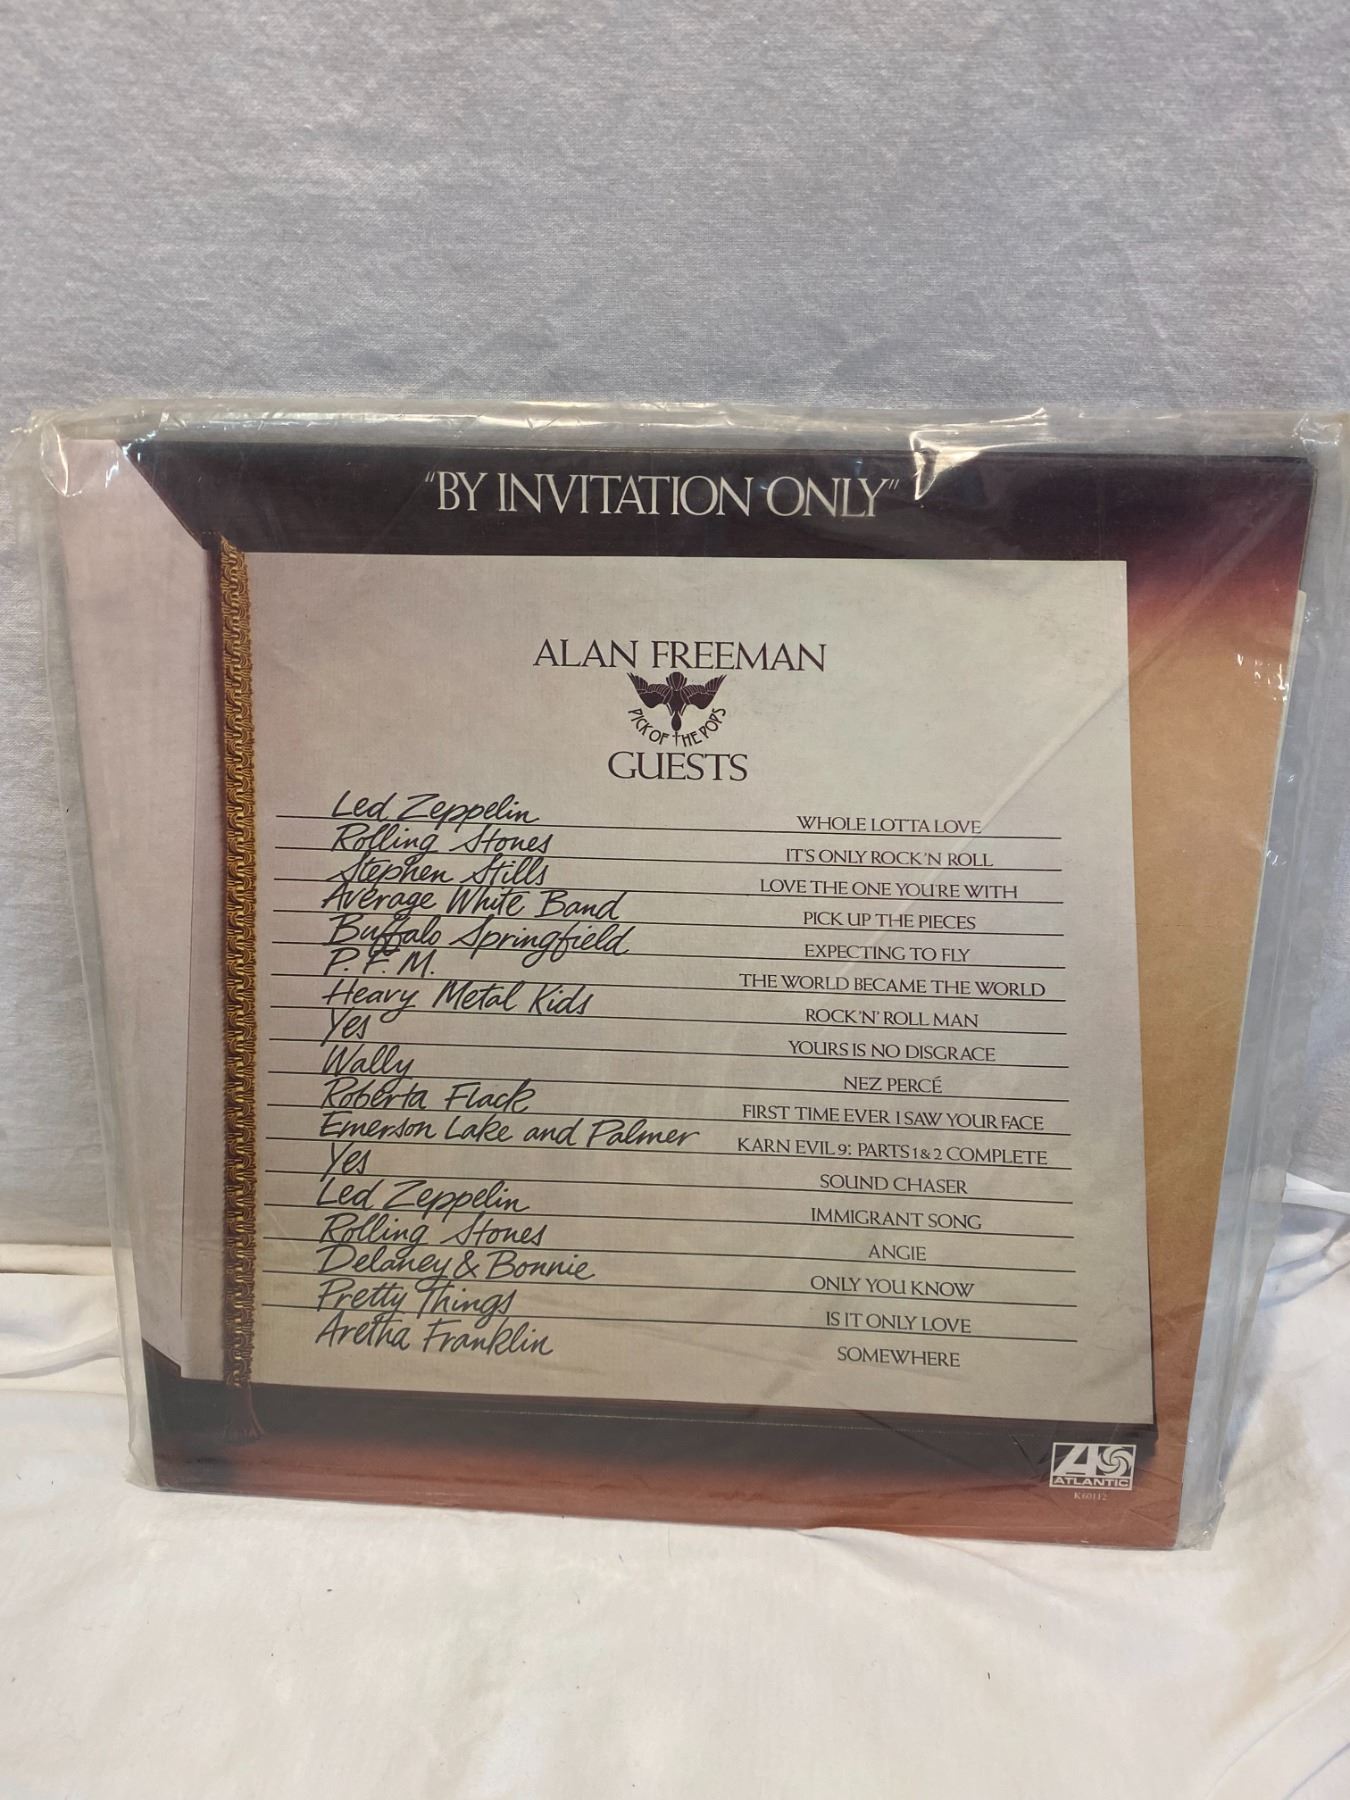 "BY INVITATION ONLY"
ALAN FREEMAN
PICK OF THE POPS
GUESTS
Led Zeppelin WHOLE LOTTA LOVE
Rolling Stones IT'S ONLY ROCK'N ROLL
Stephen Stills LOVE THE ONE YOU'RE WITH
Average White Band PICK UP THE PIECES
Buffalo Springfield EXPECTING TO FLY
P.F.M. THE WORLD BECAME THE WORLD
Heavy Metal Kids ROCK'N' ROLL MAN
Yes YOURS IS NO DISGRACE
Wally NEZ PERCÉ
Roberta Flack FIRST TIME EVER I SAW YOUR FACE
Emerson Lake and Palmer KARN EVIL 9: PARTS 1 & 2 COMPLETE
Yes SOUND CHASER
Led Zeppelin IMMIGRANT SONG
Rolling Stones ANGIE
Delaney & Bonnie ONLY YOU KNOW
Pretty Things IS IT ONLY LOVE
Aretha Franklin SOMEWHERE
ATLANTIC
K60112